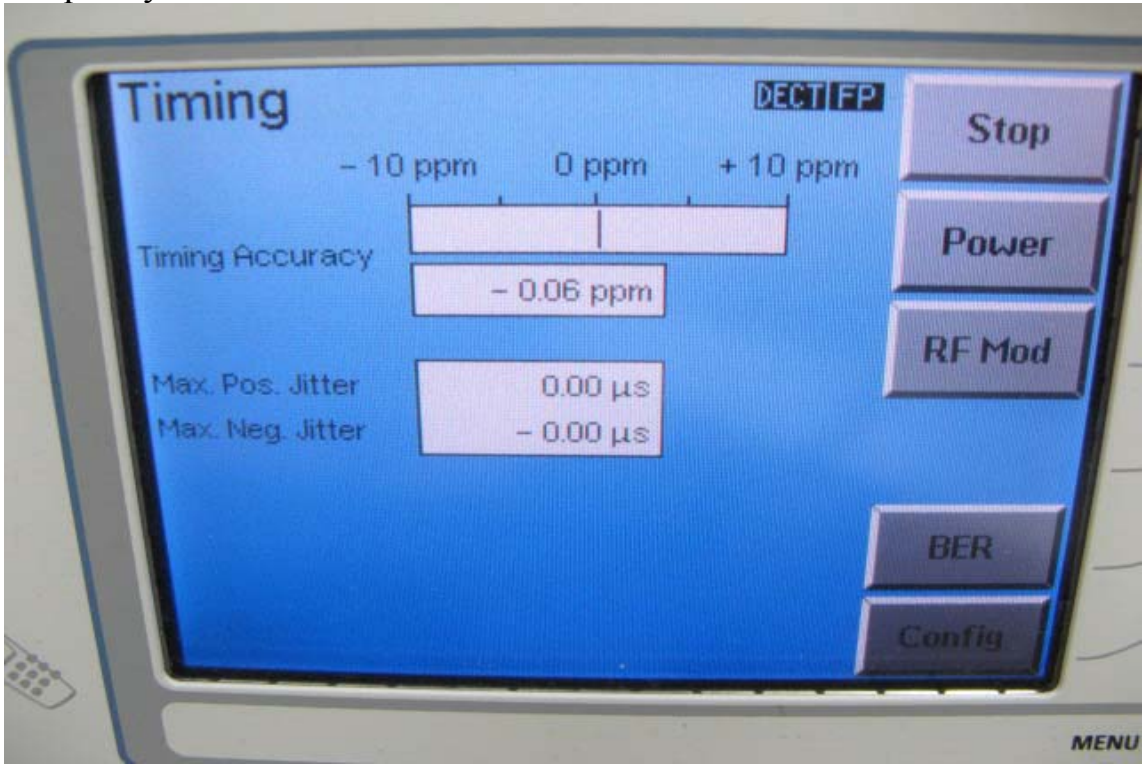 Timing
DECT FP
Stop
– 10 ppm 0 ppm + 10 ppm
Power
Timing Accuracy
– 0.06 ppm
RF Mod
Max. Pos. Jitter 0.00 µs
Max. Neg. Jitter – 0.00 µs
BER
Config
MENU